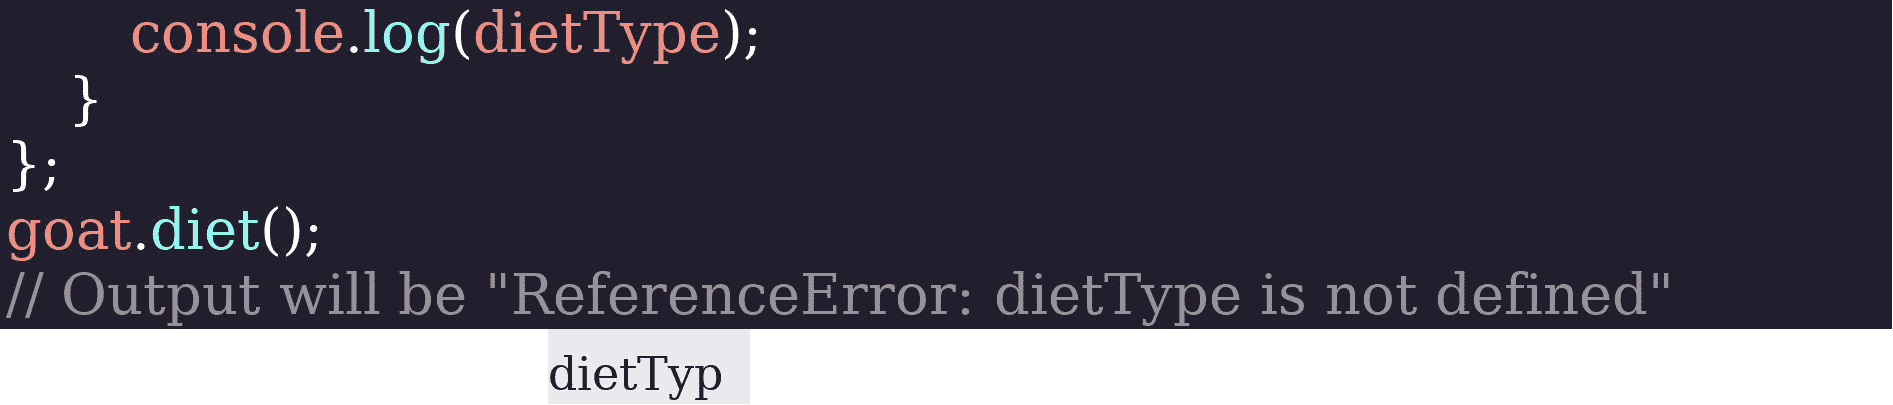 console.log(dietType);
}
};
goat.diet();
// Output will be "ReferenceError: dietType is not defined"
dietTyp